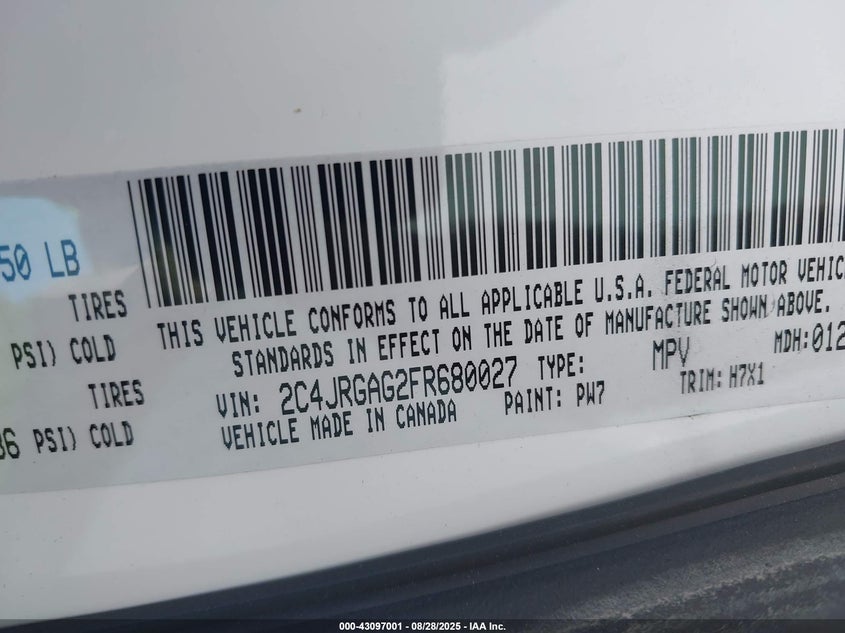 50 LB
TIRES
PSI) COLD
TIRES
36 PSI) COLD
THIS VEHICLE CONFORMS TO ALL APPLICABLE U.S.A. FEDERAL MOTOR VEHIC
STANDARDS IN EFFECT ON THE DATE OF MANUFACTURE SHOWN ABOVE.
VIN: 2C4JRGAG2FR680027 TYPE: MPV MDH:012
VEHICLE MADE IN CANADA PAINT: PW7 TRIM: H7X1
000-43097001 - 08/28/2025 - IAA Inc.